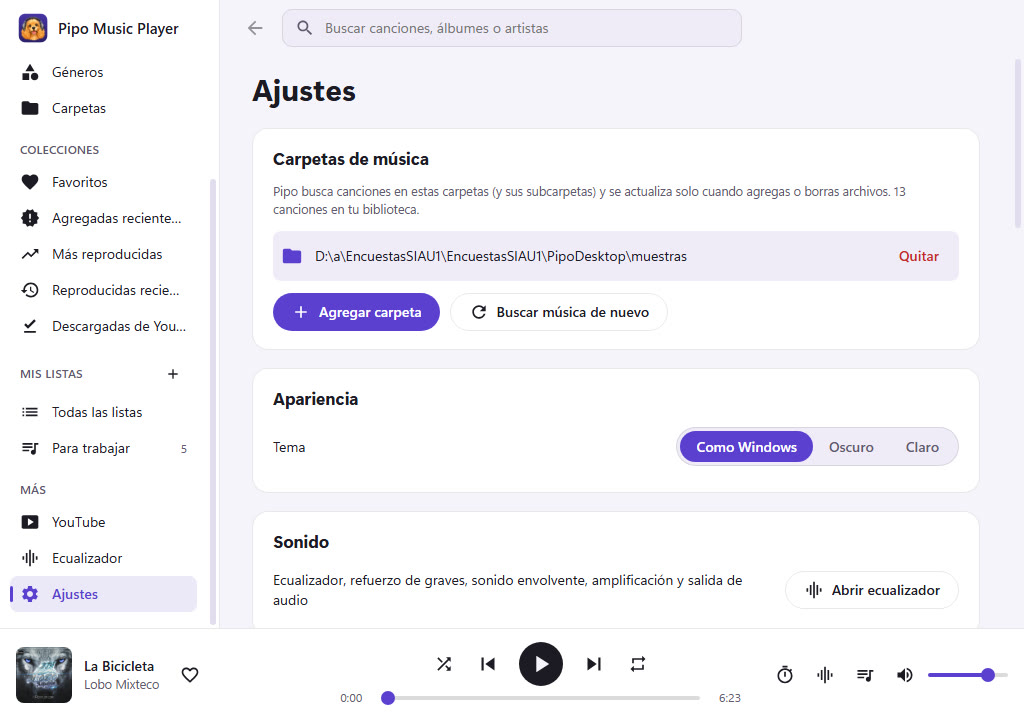 Pipo Music Player
Géneros
Carpetas
COLECCIONES
Favoritos
Agregadas reciente...
Más reproducidas
Reproducidas recie...
Descargadas de You...
MIS LISTAS
Todas las listas
Para trabajar 5
MÁS
YouTube
Ecualizador
Ajustes
Buscar canciones, álbumes o artistas
Ajustes
Carpetas de música
Pipo busca canciones en estas carpetas (y sus subcarpetas) y se actualiza solo cuando agregas o borras archivos. 13
canciones en tu biblioteca.
D:\a\EncuestasSIAU1\EncuestasSIAU1\PipoDesktop\muestras Quitar
Agregar carpeta Buscar música de nuevo
Apariencia
Tema Como Windows Oscuro Claro
Sonido
Ecualizador, refuerzo de graves, sonido envolvente, amplificación y salida de
audio
Abrir ecualizador
La Bicicleta
Lobo Mixteco
0:00 6:23